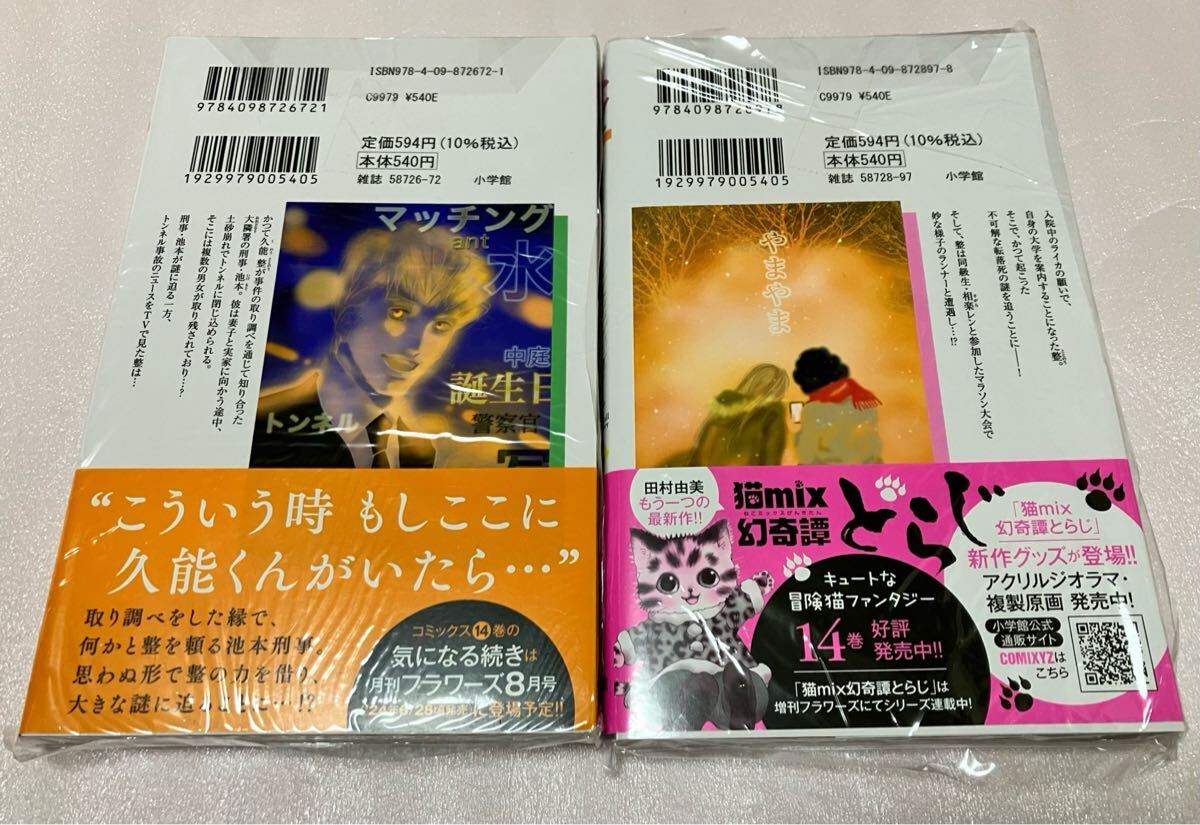 ISBN978-4-09-872672-1
9784098726721
C9979 ¥540E
定価594円(10%税込)
本体540円
1929979005405
雑誌 58726-72
小学館
かつて久能 整が事件の取り調べを通じて知り合った
大隣署の刑事・池本。彼は妻子と実家に向かう途中、
土砂崩れでトンネルに閉じ込められる。
そこには複数の男女が取り残されており…?
刑事・池本が謎に迫る一方、
トンネル事故のニュースをTVで見た整は…
マッチング
ant
水
中庭
誕生日
警察官
トンネル
“こういう時 もしここに
久能くんがいたら…”
取り調べをした縁で、
何かと整を頼る池本刑事。
思わぬ形で整の力を借り、
コミックス14巻の
気になる続きは
月刊フラワーズ8月号
に登場予定!!
ISBN978-4-09-872897-8
C9979 ¥540E
定価594円(10%税込)
本体540円
1929979005405
雑誌 58728-97
小学館
入院中のライカの願いで、
自身の大学を案内することになった整。
そこで、かつて起こった
不可解な転落死の謎を追うことに――!
そして、整は同級生・相楽レンと参加したマラソン大会で
妙な様子のランナーと遭遇し…!?
やまやま
田村由美
もう一つの
最新作!!
猫mix
ねこミックスげんきたん
幻奇譚
とらじ
キュートな
冒険猫ファンタジー
14巻 好評
発売中!!
「猫mix幻奇譚とらじ」は
増刊フラワーズにてシリーズ連載中!
「猫mix
幻奇譚とらじ」
新作グッズが登場!!
アクリルジオラマ・
複製原画 発売中!
小学館公式
通販サイト
COMIXYZは
こちら